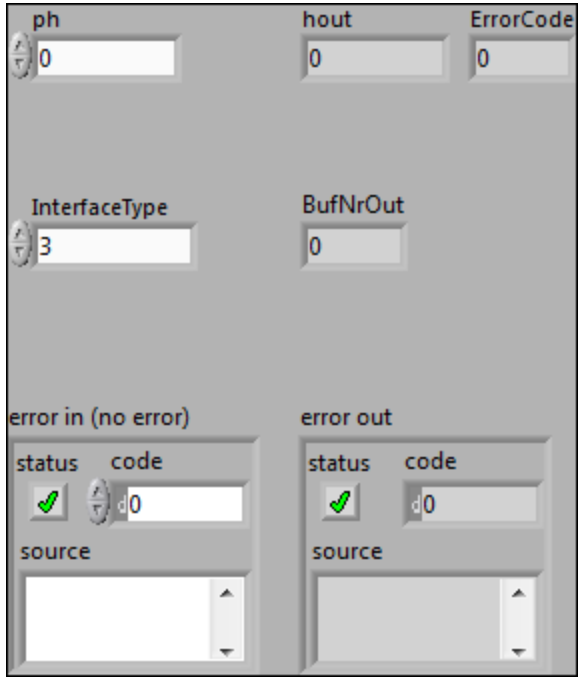 ph hout ErrorCode
0 0 0
InterfaceType BufNrOut
3 0
error in (no error) error out
status code status code
d0 d0
source source